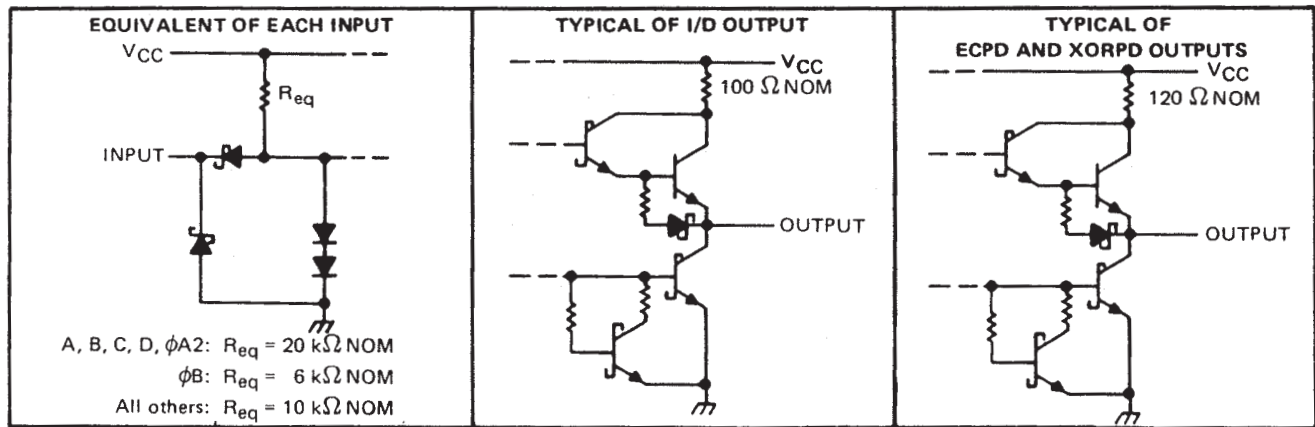 EQUIVALENT OF EACH INPUT
VCC
Req
INPUT
A, B, C, D, ϕA2: Req = 20 kΩ NOM
ϕB: Req = 6 kΩ NOM
All others: Req = 10 kΩ NOM
TYPICAL OF I/D OUTPUT
VCC
100 Ω NOM
OUTPUT
TYPICAL OF
ECPD AND XORPD OUTPUTS
VCC
120 Ω NOM
OUTPUT